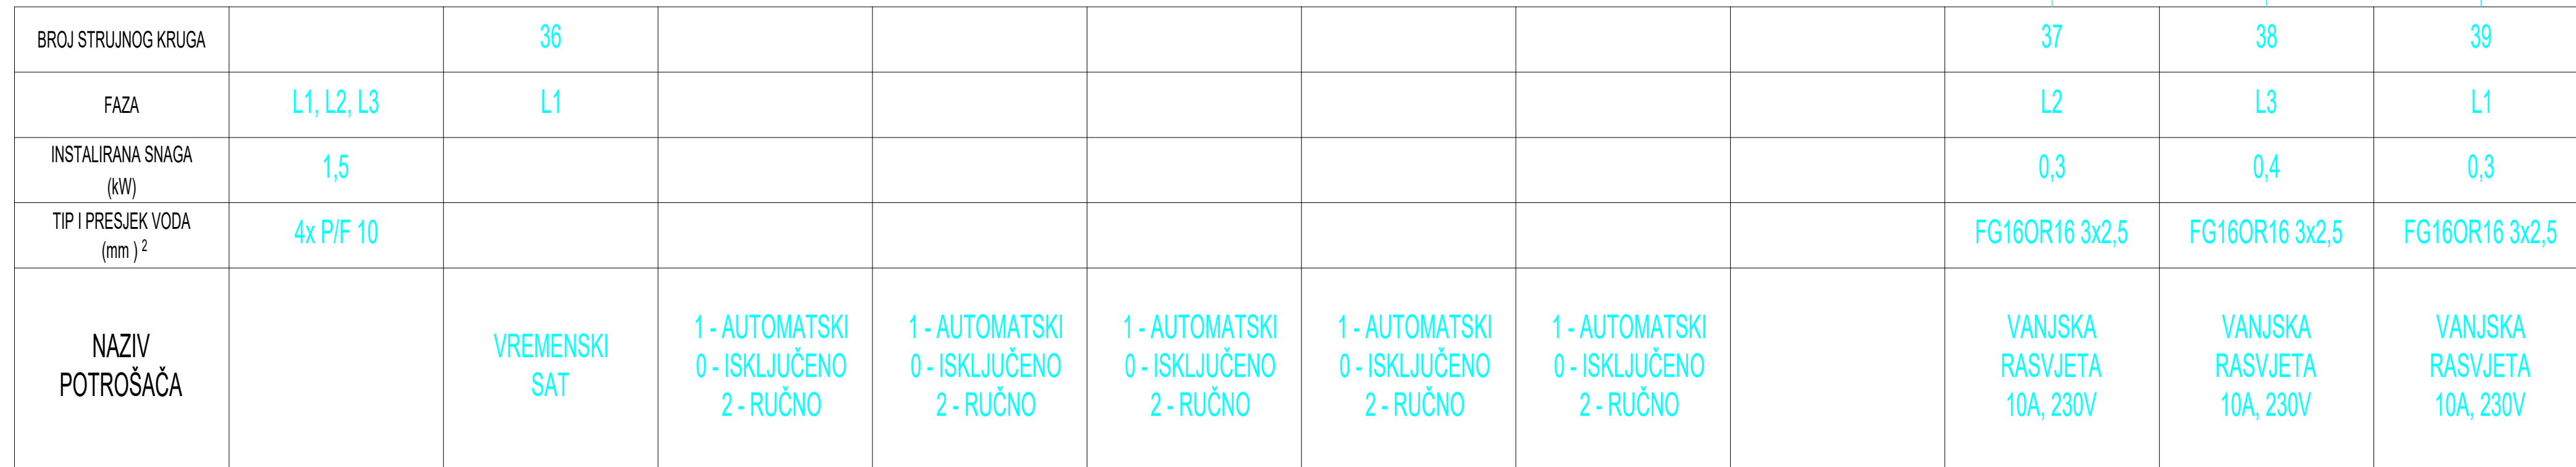 BROJ STRUJNOG KRUGA 36 37 38 39
FAZA L1, L2, L3 L1 L2 L3 L1
INSTALIRANA SNAGA
(kW) 1,5 0,3 0,4 0,3
TIP I PRESJEK VODA
(mm ) 2 4x P/F 10 FG16OR16 3x2,5 FG16OR16 3x2,5 FG16OR16 3x2,5
NAZIV
POTROŠAČA
VREMENSKI
SAT
1 - AUTOMATSKI
0 - ISKLJUČENO
2 - RUČNO
1 - AUTOMATSKI
0 - ISKLJUČENO
2 - RUČNO
1 - AUTOMATSKI
0 - ISKLJUČENO
2 - RUČNO
1 - AUTOMATSKI
0 - ISKLJUČENO
2 - RUČNO
1 - AUTOMATSKI
0 - ISKLJUČENO
2 - RUČNO
VANJSKA
RASVJETA
10A, 230V
VANJSKA
RASVJETA
10A, 230V
VANJSKA
RASVJETA
10A, 230V